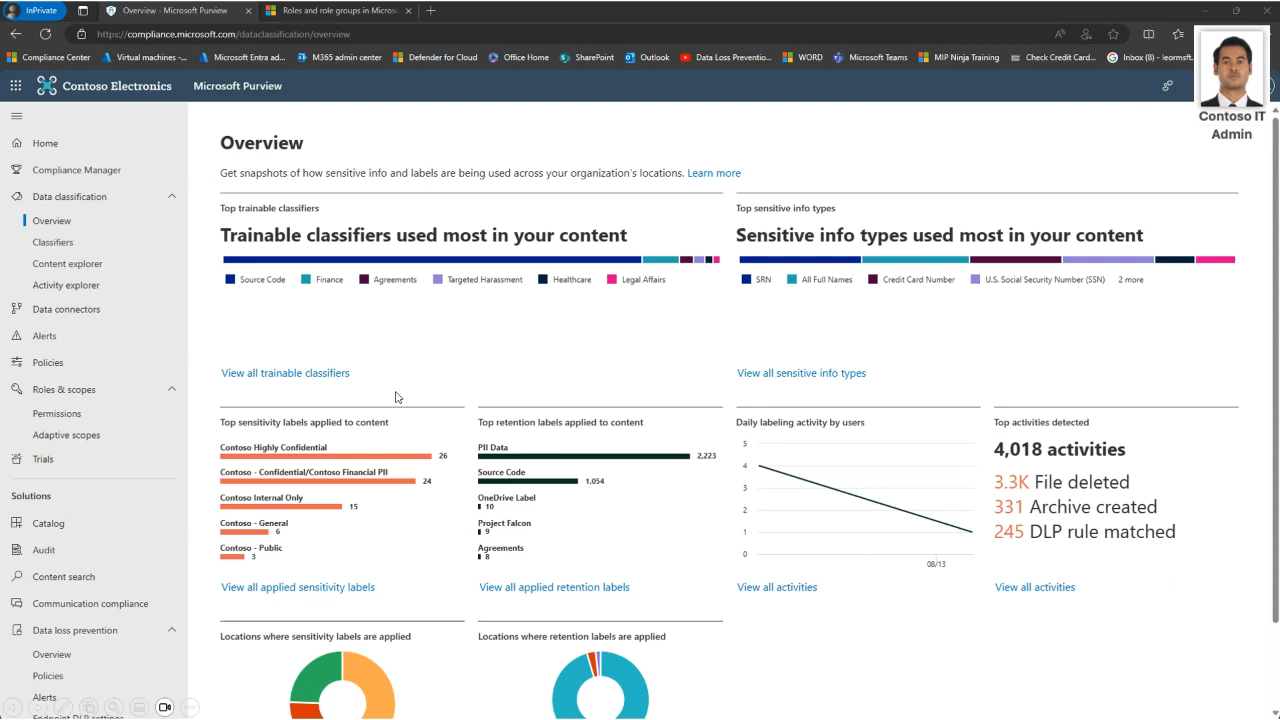 InPrivate
Overview - Microsoft Purview
Roles and role groups in Microsoft
https://compliance.microsoft.com/dataclassification/overview
Compliance Center
Virtual machines -...
Microsoft Entra ad...
M365 admin center
Defender for Cloud
Office Home
SharePoint
Outlook
Data Loss Preventio...
WORD
Microsoft Teams
MIP Ninja Training
Check Credit Card...
Inbox (8) - leormsft...
Contoso Electronics
Microsoft Purview
Contoso IT
Admin
Home
Compliance Manager
Data classification
Overview
Classifiers
Content explorer
Activity explorer
Data connectors
Alerts
Policies
Roles & scopes
Permissions
Adaptive scopes
Trials
Solutions
Catalog
Audit
Content search
Communication compliance
Data loss prevention
Overview
Policies
Alerts
Endpoint DLP settings
Overview
Get snapshots of how sensitive info and labels are being used across your organization's locations. Learn more
Top trainable classifiers
Trainable classifiers used most in your content
Source Code Finance Agreements Targeted Harassment Healthcare Legal Affairs
View all trainable classifiers
Top sensitive info types
Sensitive info types used most in your content
SRN All Full Names Credit Card Number U.S. Social Security Number (SSN) 2 more
View all sensitive info types
Top sensitivity labels applied to content
Contoso Highly Confidential
26
Contoso - Confidential/Contoso Financial PII
24
Contoso Internal Only
15
Contoso - General
6
Contoso - Public
3
View all applied sensitivity labels
Top retention labels applied to content
PII Data
2,223
Source Code
1,054
OneDrive Label
10
Project Falcon
9
Agreements
8
View all applied retention labels
Daily labeling activity by users
5
4
3
2
1
0
08/13
View all activities
Top activities detected
4,018 activities
3.3K File deleted
331 Archive created
245 DLP rule matched
View all activities
Locations where sensitivity labels are applied
Locations where retention labels are applied